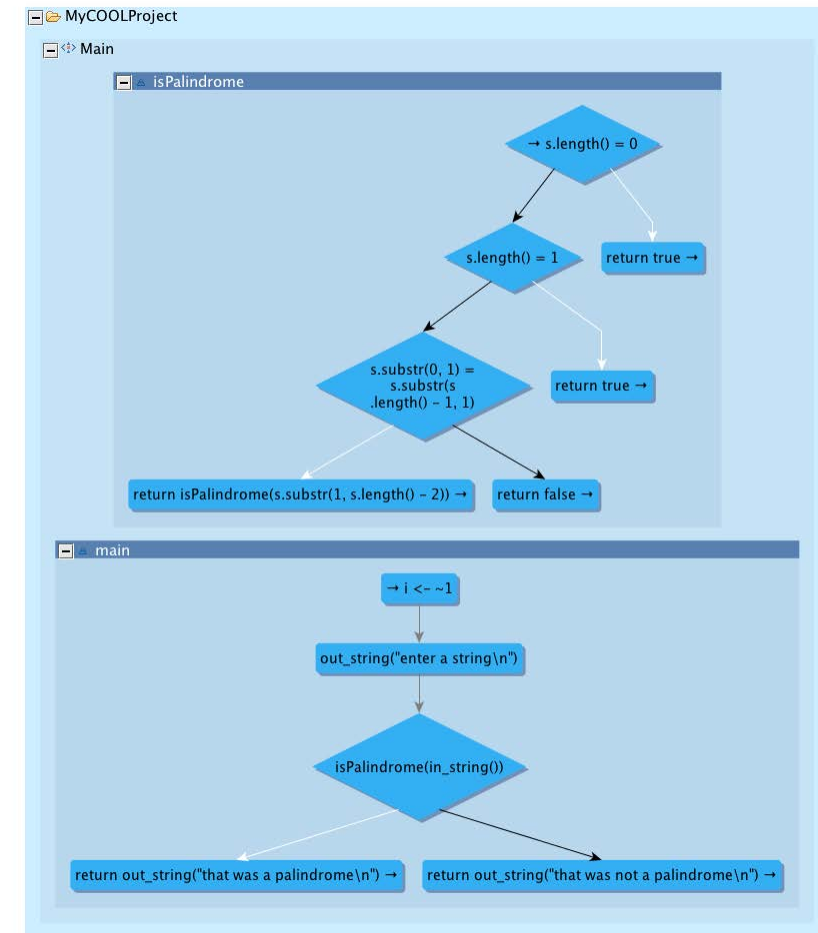 MyCOOLProject
Main
isPalindrome
→ s.length() = 0
s.length() = 1
return true →
s.substr(0, 1) =
s.substr(s
.length() - 1, 1)
return true →
return isPalindrome(s.substr(1, s.length() - 2)) →
return false →
main
→ i <- ~1
out_string("enter a string\n")
isPalindrome(in_string())
return out_string("that was a palindrome\n") →
return out_string("that was not a palindrome\n") →